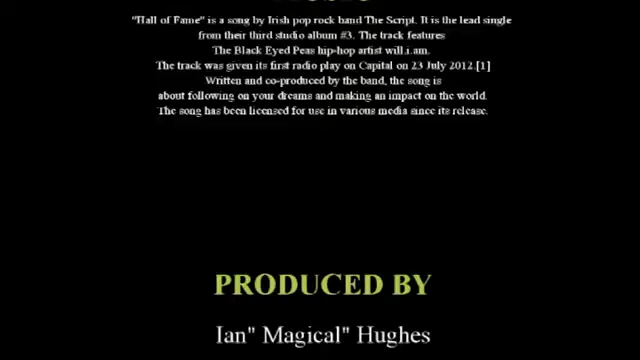 "Hall of Fame" is a song by Irish pop rock band The Script. It is the lead single
from their third studio album #3. The track features
The Black Eyed Peas hip-hop artist will.i.am.
The track was given its first radio play on Capital on 23 July 2012.[1]
Written and co-produced by the band, the song is
about following on your dreams and making an impact on the world.
The song has been licensed for use in various media since its release.
PRODUCED BY
Ian" Magical" Hughes